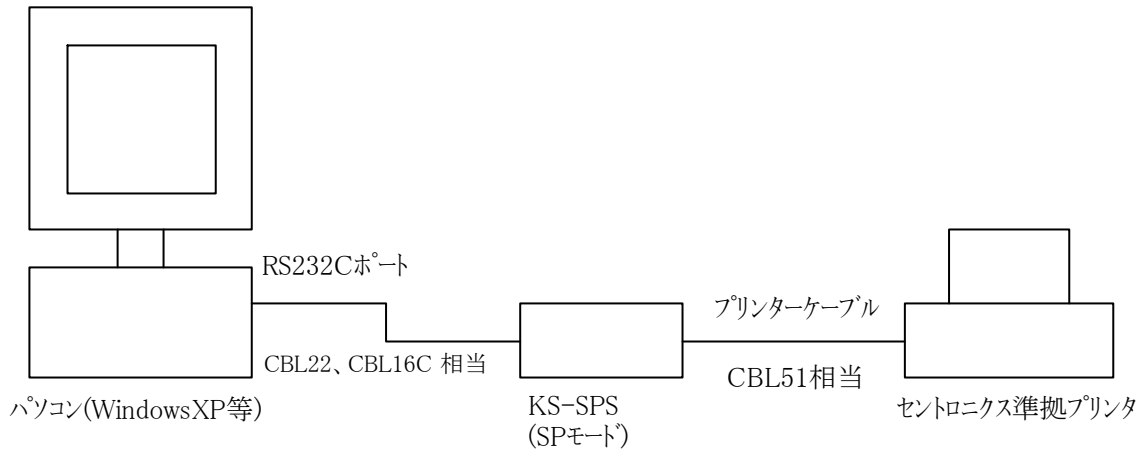 RS232Cﾎﾟｰﾄ
プリンターケーブル
CBL22、CBL16C 相当
CBL51相当
ﾊﾟｿｺﾝ(WindowsXP等)
KS-SPS
(SPﾓｰﾄﾞ)
セントロニクス準拠プリンタ